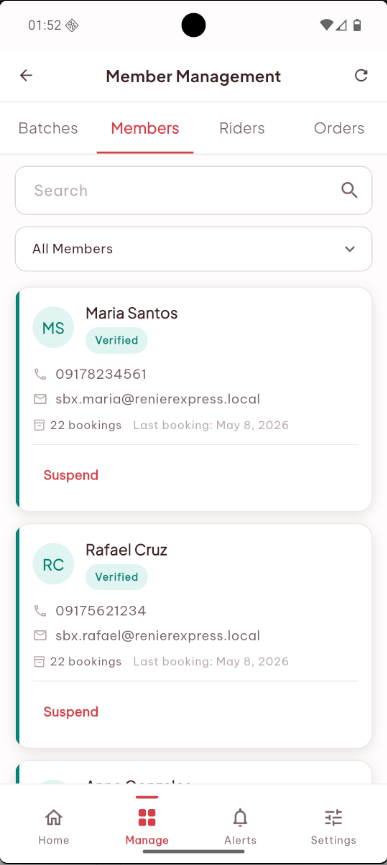 01:52
Member Management
Batches Members Riders Orders
Search
All Members
MS
Maria Santos
Verified
09178234561
sbx.maria@renierexpress.local
22 bookings Last booking: May 8, 2026
Suspend
RC
Rafael Cruz
Verified
09175621234
sbx.rafael@renierexpress.local
22 bookings Last booking: May 8, 2026
Suspend
Home Manage Alerts Settings